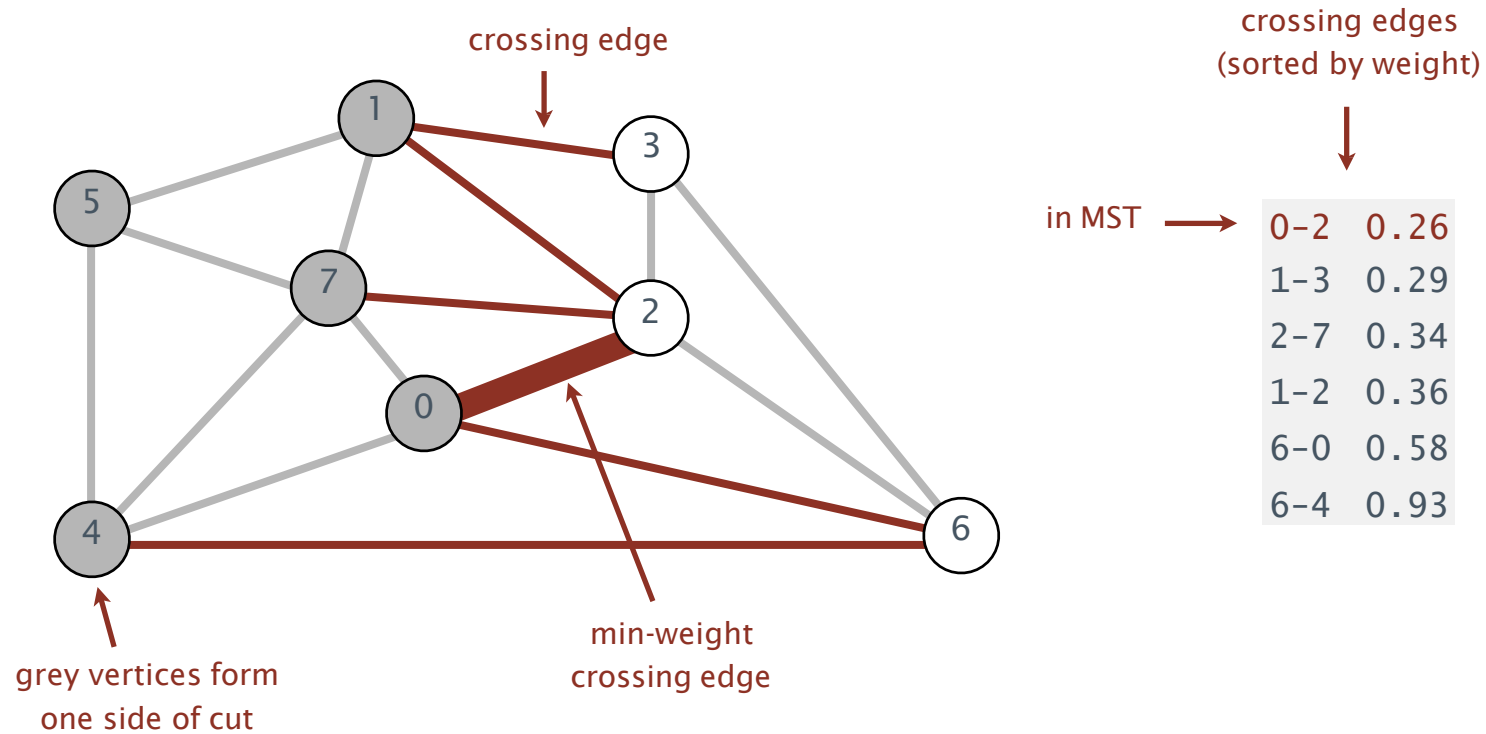 crossing edges
(sorted by weight)
crossing edge
1
3
5
in MST
0-2 0.26
1-3 0.29
2-7 0.34
1-2 0.36
6-0 0.58
6-4 0.93
7
2
0
4
6
min-weight
crossing edge
grey vertices form
one side of cut